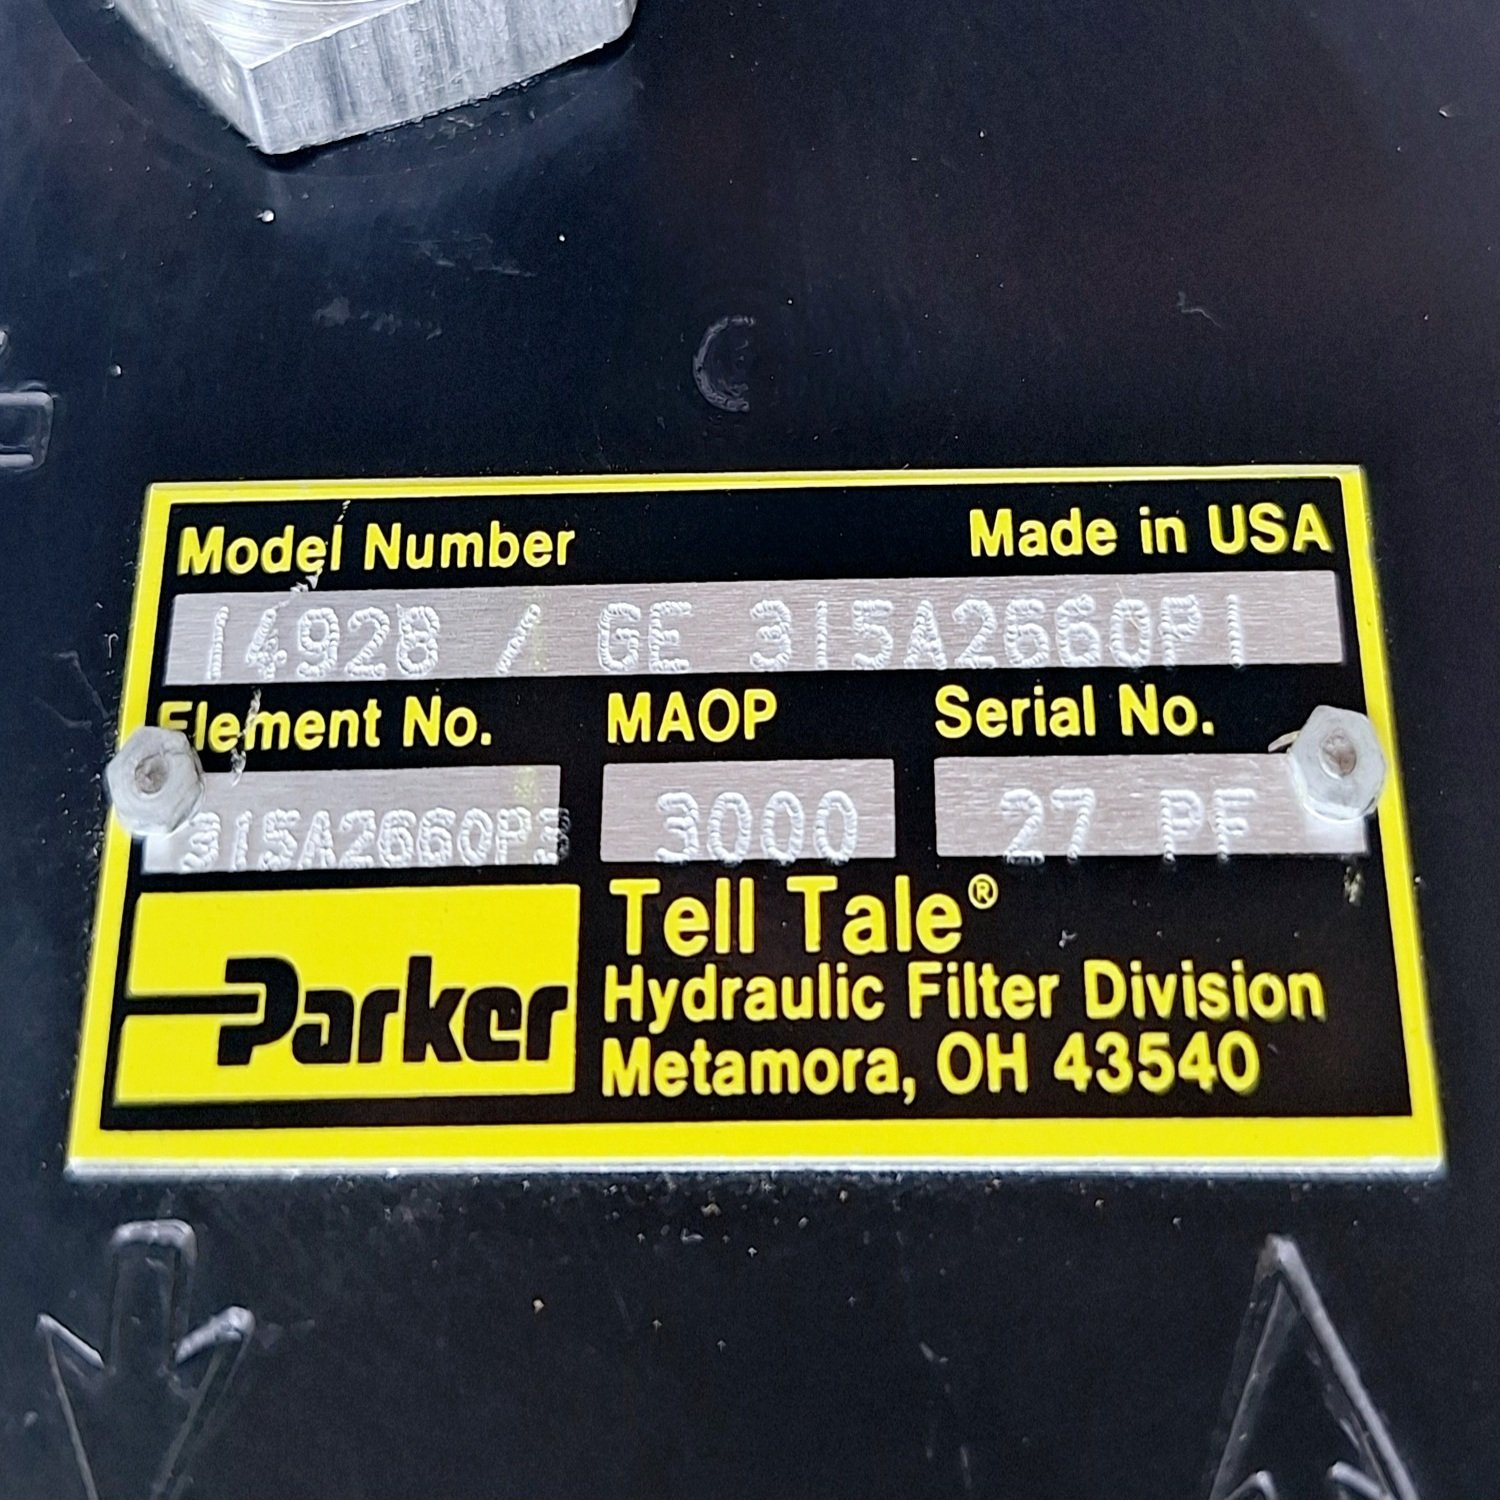 Model Number Made in USA
14928 / GE 315A2660P1
Element No. MAOP Serial No.
315A2660P3 3000 27 PF
Parker
Tell Tale®
Hydraulic Filter Division
Metamora, OH 43540